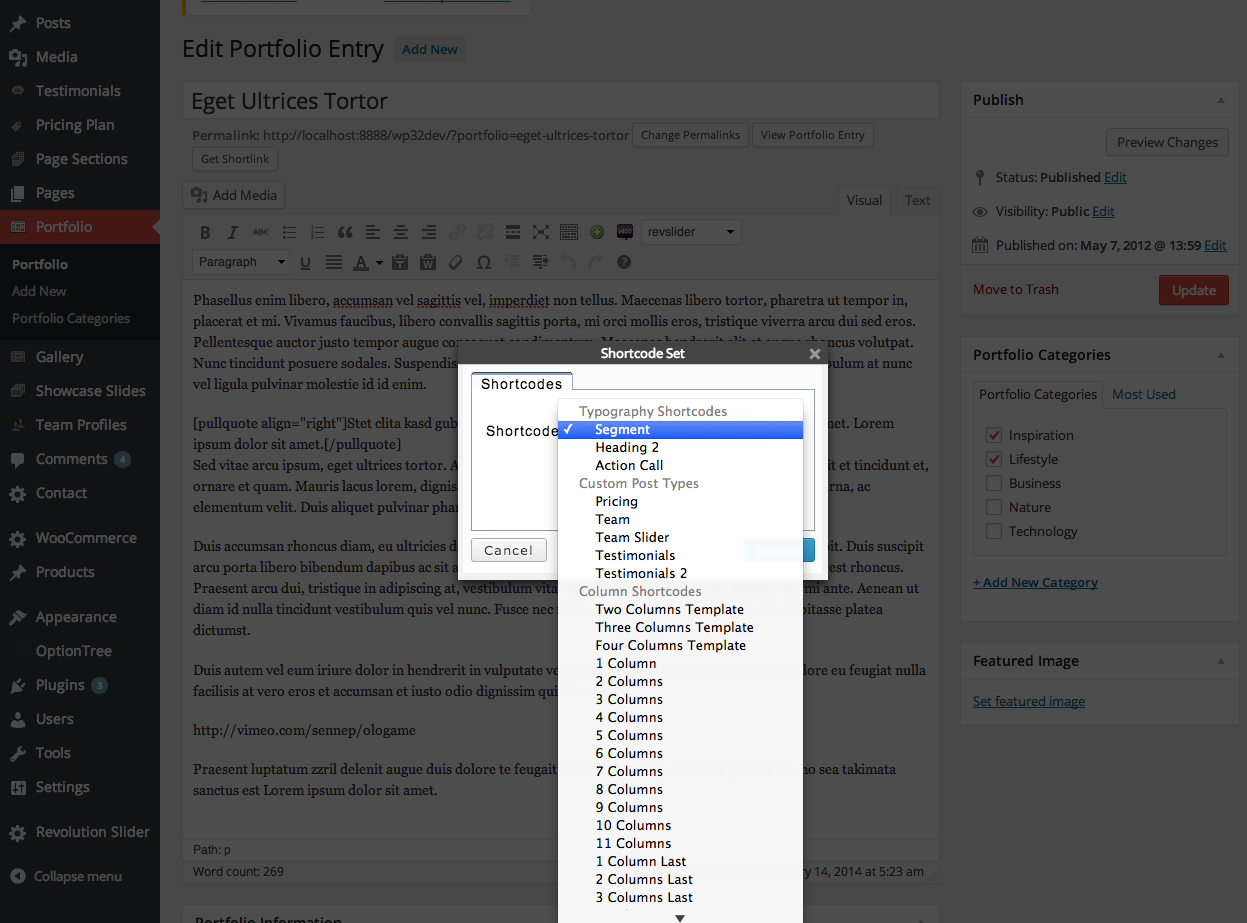 Posts
Media
Testimonials
Pricing Plan
Page Sections
Pages
Portfolio
Portfolio
Add New
Portfolio Categories
Gallery
Showcase Slides
Team Profiles
Comments 4
Contact
WooCommerce
Products
Appearance
OptionTree
Plugins 3
Users
Tools
Settings
Revolution Slider
Collapse menu
Edit Portfolio Entry Add New
Eget Ultrices Tortor
Permalink: http://localhost:8888/wp32dev/?portfolio=eget-ultrices-tortor Change Permalinks View Portfolio Entry
Get Shortlink
Add Media
Visual Text
ABC
revslider
Paragraph
Phasellus enim libero, accumsan vel sagittis vel, imperdiet non tellus. Maecenas libero tortor, pharetra ut tempor in,
placerat et mi. Vivamus faucibus, libero convallis sagittis porta, mi orci mollis eros, tristique viverra arcu dui sed eros.
Pellentesque auctor justo tempor augue consequat condimentum. Maecenas hendrerit elit at augue rhoncus volutpat.
Nunc tincidunt posuere sodales. Suspendis
bulum at nunc
vel ligula pulvinar molestie id id enim.
[pullquote align="right"]Stet clita kasd gub
met. Lorem
ipsum dolor sit amet.[/pullquote]
Sed vitae arcu ipsum, eget ultrices tortor. A
it et tincidunt et,
ornare et quam. Mauris lacus lorem, dignis
rna, ac
elementum velit. Duis aliquet pulvinar phar
Duis accumsan rhoncus diam, eu ultricies d
it. Duis suscipit
arcu porta libero bibendum dapibus ac sit a
est rhoncus.
Praesent arcu dui, tristique in adipiscing at, vestibulum vita
mi ante. Aenean ut
diam id nulla tincidunt vestibulum quis vel nunc. Fusce nec
bitasse platea
dictumst.
Duis autem vel eum iriure dolor in hendrerit in vulputate ve
dolore eu feugiat nulla
facilisis at vero eros et accumsan et iusto odio dignissim qui
http://vimeo.com/sennep/ologame
Praesent luptatum zzril delenit augue duis dolore te feugait
no sea takimata
sanctus est Lorem ipsum dolor sit amet.
Path: p
Word count: 269
y 14, 2014 at 5:23 am
Portfolio Information
Shortcode Set
Shortcodes
Shortcode
Typography Shortcodes
Segment
Heading 2
Action Call
Custom Post Types
Pricing
Team
Team Slider
Testimonials
Testimonials 2
Column Shortcodes
Two Columns Template
Three Columns Template
Four Columns Template
1 Column
2 Columns
3 Columns
4 Columns
5 Columns
6 Columns
7 Columns
8 Columns
9 Columns
10 Columns
11 Columns
1 Column Last
2 Columns Last
3 Columns Last
Cancel
Insert
Publish
Preview Changes
Status: Published Edit
Visibility: Public Edit
Published on: May 7, 2012 @ 13:59 Edit
Move to Trash
Update
Portfolio Categories
Portfolio Categories Most Used
Inspiration
Lifestyle
Business
Nature
Technology
+ Add New Category
Featured Image
Set featured image